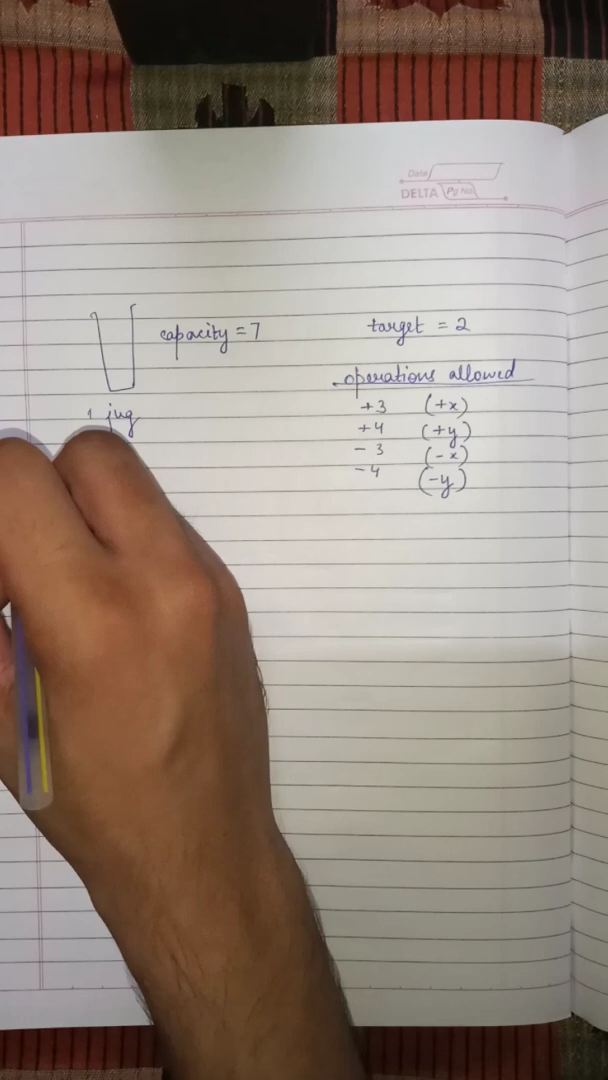 Date
DELTA Pg No
capacity = 7
target = 2
operations allowed
+3 (+x)
+4 (+y)
-3 (-x)
-4 (-y)
1 jug